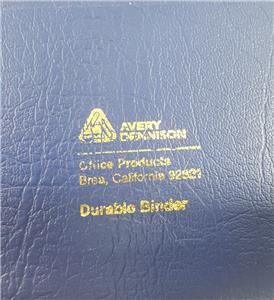 AVERY
DENNISON
Office Products
Brea, California 92821
Durable Binder